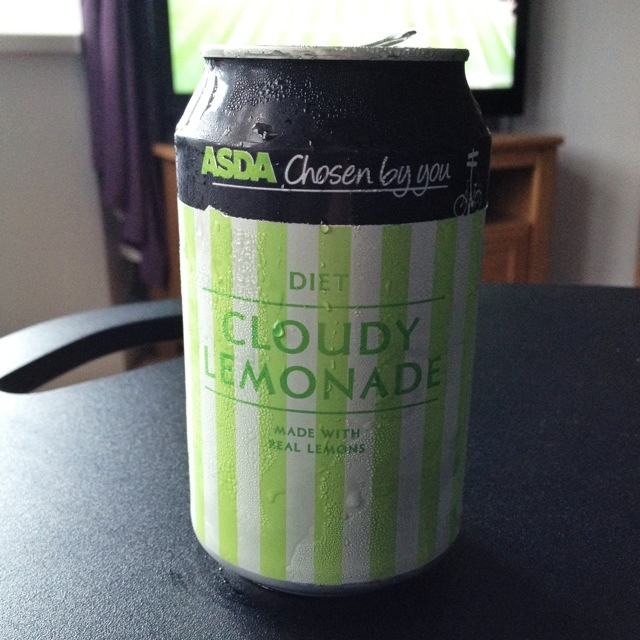 ASDA Chosen by you
DIET
CLOUDY
LEMONADE
MADE WITH
REAL LEMONS